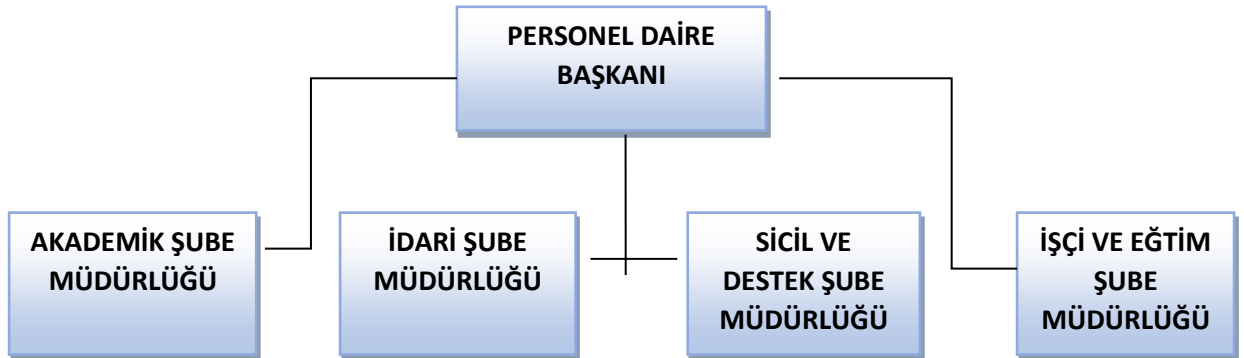 PERSONEL DAİRE
BAŞKANI
AKADEMİK ŞUBE
MÜDÜRLÜĞÜ
İDARİ ŞUBE
MÜDÜRLÜĞÜ
SİCİL VE
DESTEK ŞUBE
MÜDÜRLÜĞÜ
İŞÇİ VE EĞTİM
ŞUBE
MÜDÜRLÜĞÜ